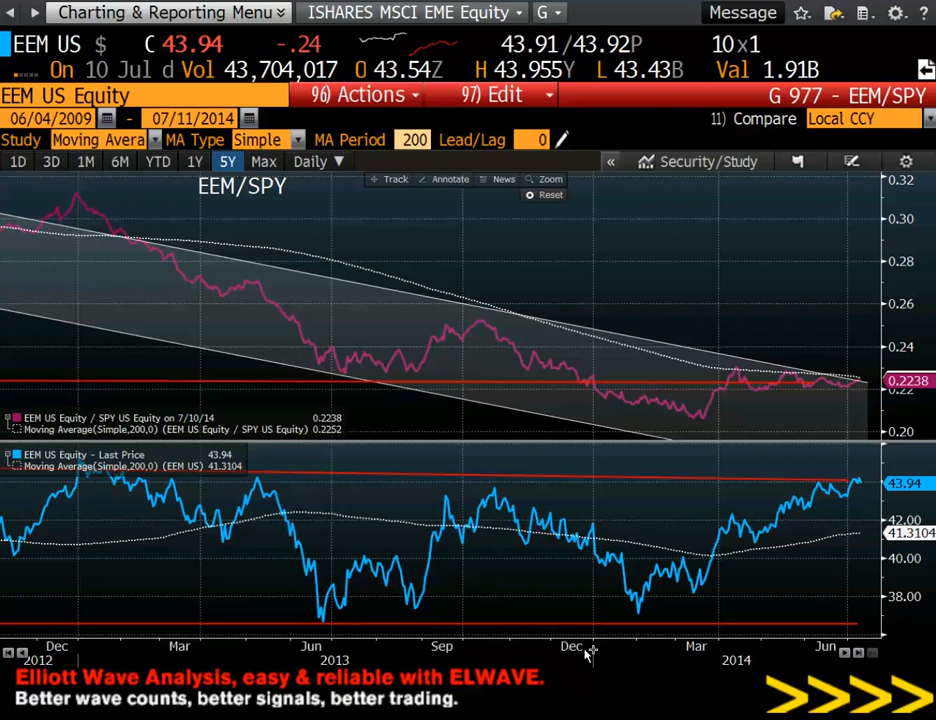 Charting & Reporting Menu ISHARES MSCI EME Equity G Message ?
EEM US $ C 43.94 -.24 43.91/43.92P 10x1
On 10 Jul d Vol 43,704,017 O 43.54Z H 43.955Y L 43.43B Val 1.91B
EEM US Equity 96) Actions 97) Edit G 977 - EEM/SPY
06/04/2009 - 07/11/2014 11) Compare Local CCY
Study Moving Avera MA Type Simple MA Period 200 Lead/Lag 0
1D 3D 1M 6M YTD 1Y 5Y Max Daily ▼ « Security/Study
EEM/SPY
Track Annotate News Zoom
Reset
0.32
0.30
0.28
0.26
0.24
0.2238
0.22
0.20
EEM US Equity / SPY US Equity on 7/10/14 0.2238
Moving Average(Simple,200,0) (EEM US Equity / SPY US Equity) 0.2252
EEM US Equity - Last Price 43.94
Moving Average(Simple,200,0) (EEM US) 41.3104
43.94
42.00
41.3104
40.00
38.00
Dec Mar Jun Sep Dec Mar Jun
2012 2013 2014
Elliott Wave Analysis, easy & reliable with ELWAVE.
Better wave counts, better signals, better trading.